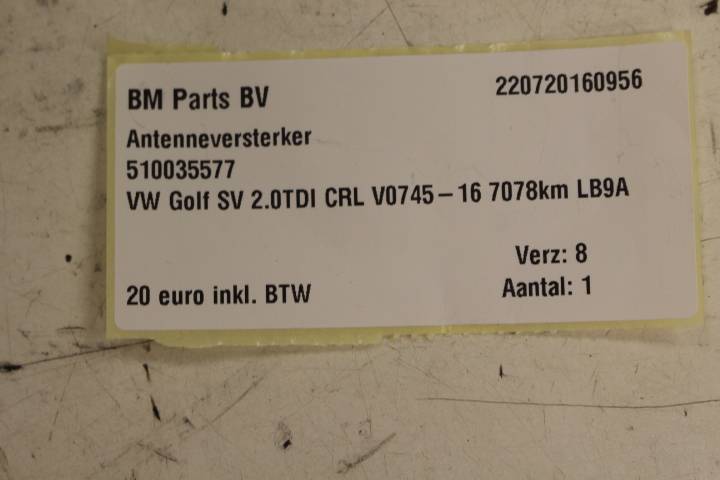 BM Parts BV 220720160956
Antenneversterker
510035577
VW Golf SV 2.0TDI CRL V0745-16 7078km LB9A
Verz: 8
20 euro inkl. BTW Aantal: 1